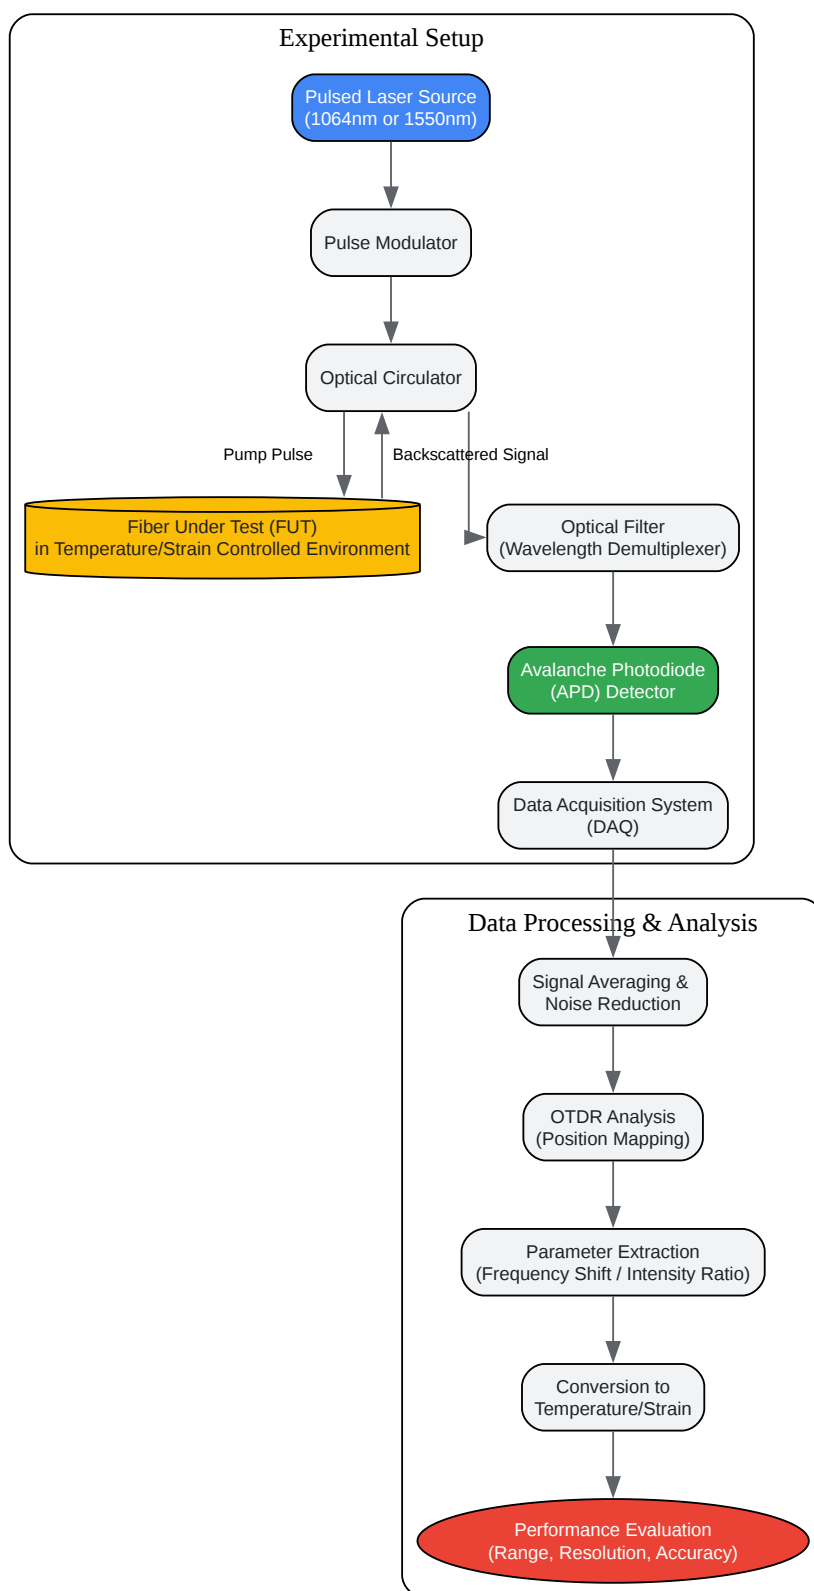 Experimental Setup
Pulsed Laser Source
(1064nm or 1550nm)
Pulse Modulator
Optical Circulator
Pump Pulse
Backscattered Signal
Fiber Under Test (FUT)
in Temperature/Strain Controlled Environment
Optical Filter
(Wavelength Demultiplexer)
Avalanche Photodiode
(APD) Detector
Data Acquisition System
(DAQ)
Data Processing & Analysis
Signal Averaging &
Noise Reduction
OTDR Analysis
(Position Mapping)
Parameter Extraction
(Frequency Shift / Intensity Ratio)
Conversion to
Temperature/Strain
Performance Evaluation
(Range, Resolution, Accuracy)